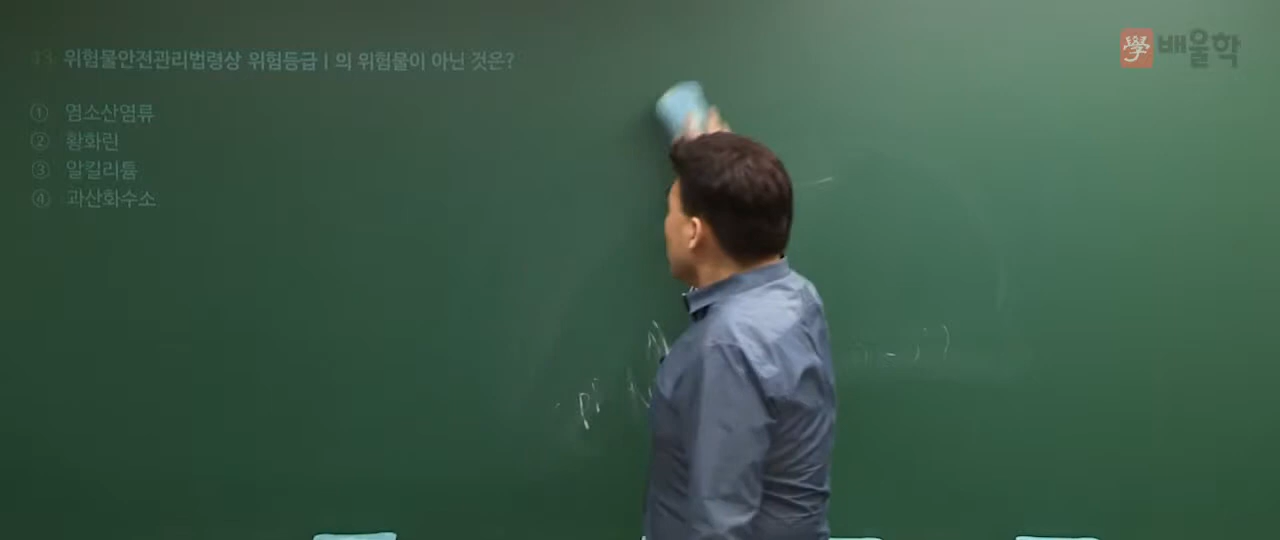 43. 위험물안전관리법령상 위험등급 Ⅰ의 위험물이 아닌 것은?
① 염소산염류
② 황화린
③ 알킬리튬
④ 과산화수소
學 배울학